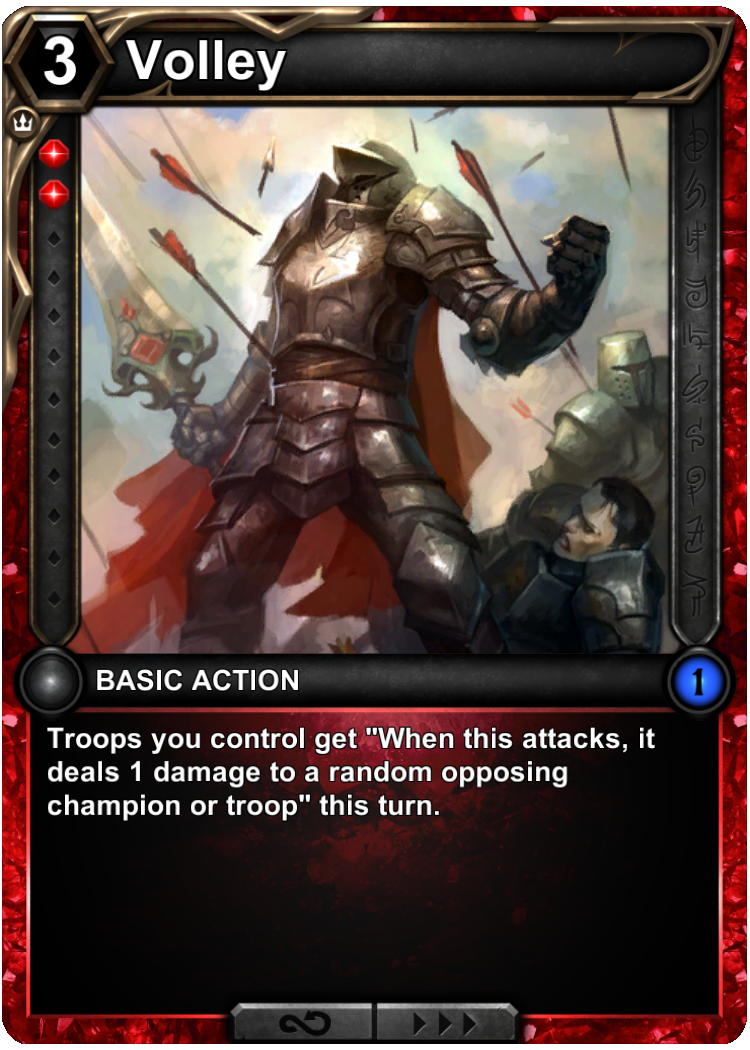 3 Volley
BASIC ACTION
1
Troops you control get "When this attacks, it
deals 1 damage to a random opposing
champion or troop" this turn.